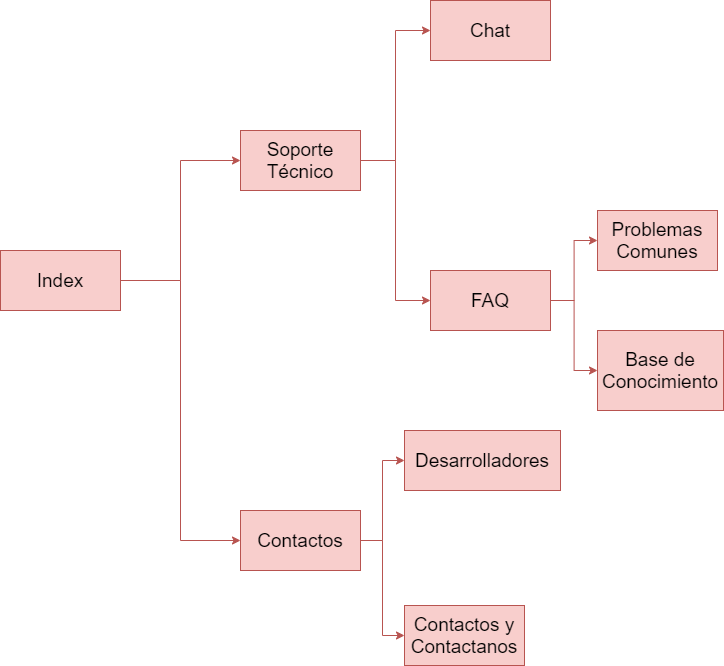 Chat
Soporte
Técnico
Problemas
Comunes
Index
FAQ
Base de
Conocimiento
Desarrolladores
Contactos
Contactos y
Contactanos